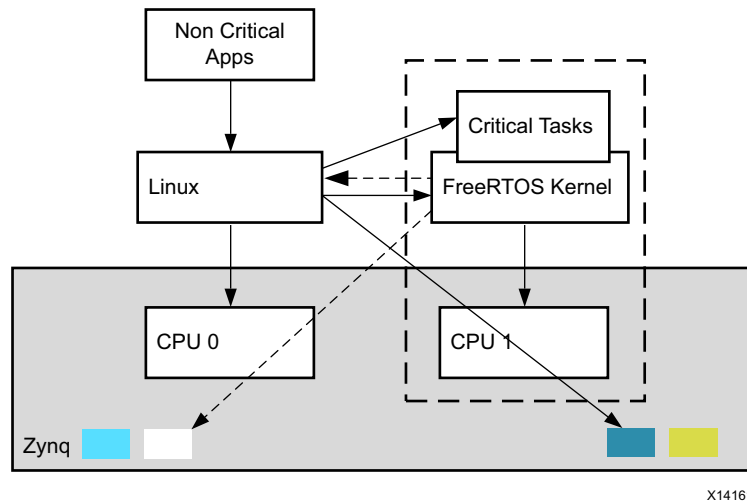 Non Critical
Apps
Critical Tasks
Linux
FreeRTOS Kernel
CPU 0
CPU 1
Zynq
X1416